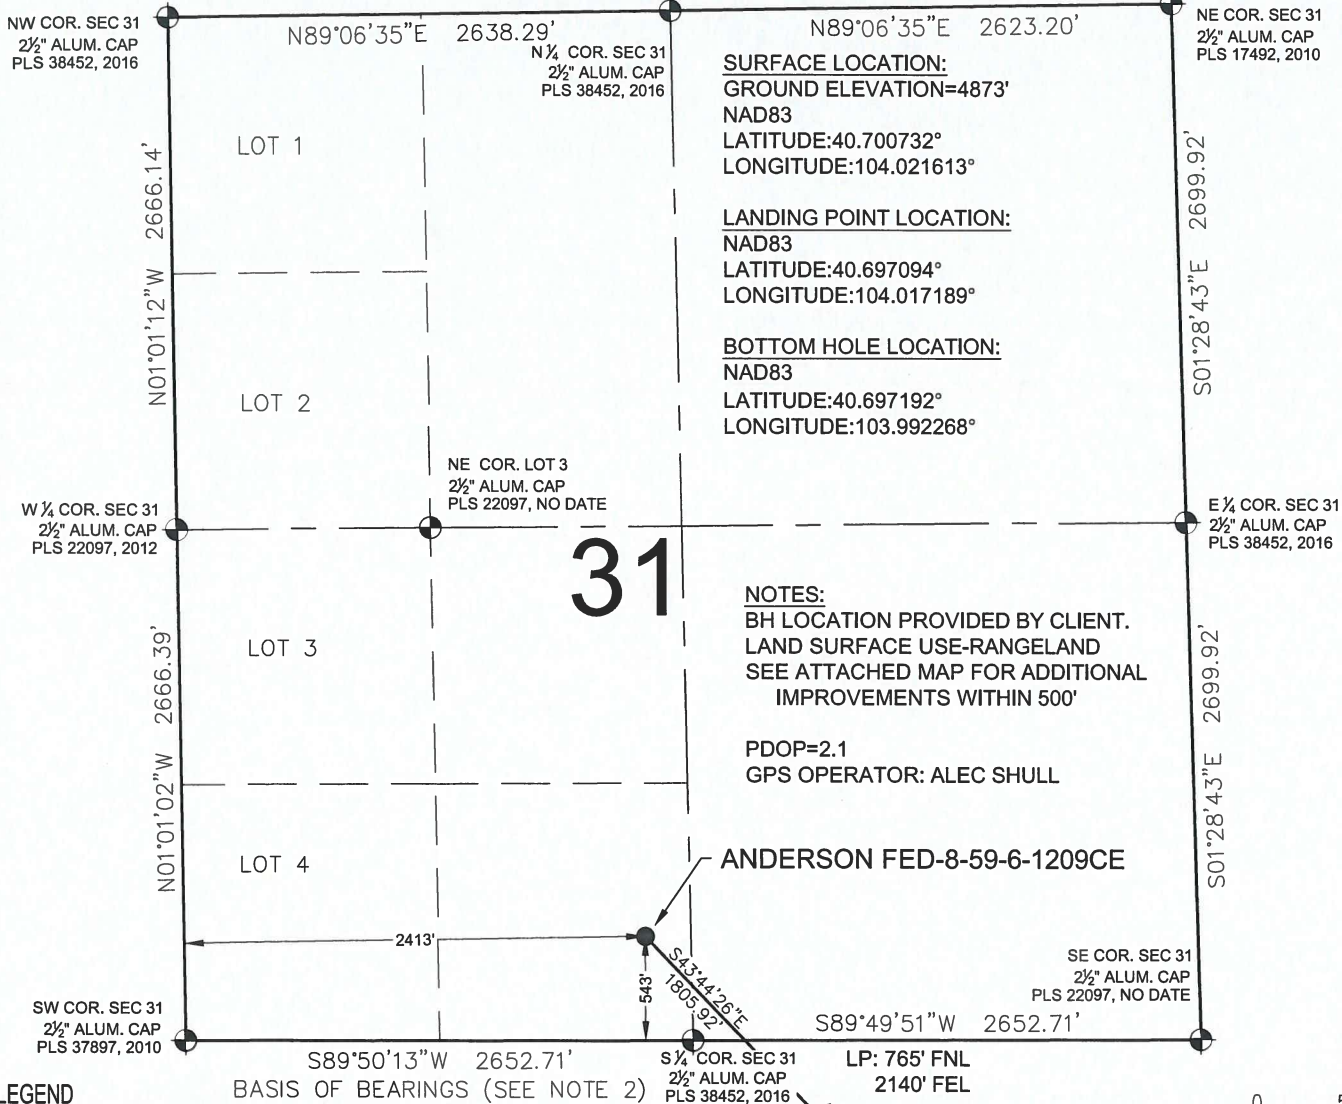 NW COR. SEC 31
2½" ALUM. CAP
PLS 38452, 2016
N89°06'35"E 2638.29'
N ¼ COR. SEC 31
2½" ALUM. CAP
PLS 38452, 2016
N89°06'35"E 2623.20'
NE COR. SEC 31
2½" ALUM. CAP
PLS 17492, 2010
SURFACE LOCATION:
GROUND ELEVATION=4873'
NAD83
LATITUDE:40.700732°
LONGITUDE:104.021613°
LANDING POINT LOCATION:
NAD83
LATITUDE:40.697094°
LONGITUDE:104.017189°
BOTTOM HOLE LOCATION:
NAD83
LATITUDE:40.697192°
LONGITUDE:103.992268°
LOT 1
N01°01'12"W 2666.14'
S01°28'43"E 2699.92'
LOT 2
NE COR. LOT 3
2½" ALUM. CAP
PLS 22097, NO DATE
W ¼ COR. SEC 31
2½" ALUM. CAP
PLS 22097, 2012
E ¼ COR. SEC 31
2½" ALUM. CAP
PLS 38452, 2016
31
NOTES:
BH LOCATION PROVIDED BY CLIENT.
LAND SURFACE USE-RANGELAND
SEE ATTACHED MAP FOR ADDITIONAL
IMPROVEMENTS WITHIN 500'
PDOP=2.1
GPS OPERATOR: ALEC SHULL
LOT 3
N01°01'02"W 2666.39'
S01°28'43"E 2699.92'
LOT 4
ANDERSON FED-8-59-6-1209CE
2413'
543'
S43°44'26"E
1805.92'
SE COR. SEC 31
2½" ALUM. CAP
PLS 22097, NO DATE
SW COR. SEC 31
2½" ALUM. CAP
PLS 37897, 2010
S89°49'51"W 2652.71'
S89°50'13"W 2652.71'
BASIS OF BEARINGS (SEE NOTE 2)
S ¼ COR. SEC 31
2½" ALUM. CAP
PLS 38452, 2016
LP: 765' FNL
2140' FEL
LEGEND